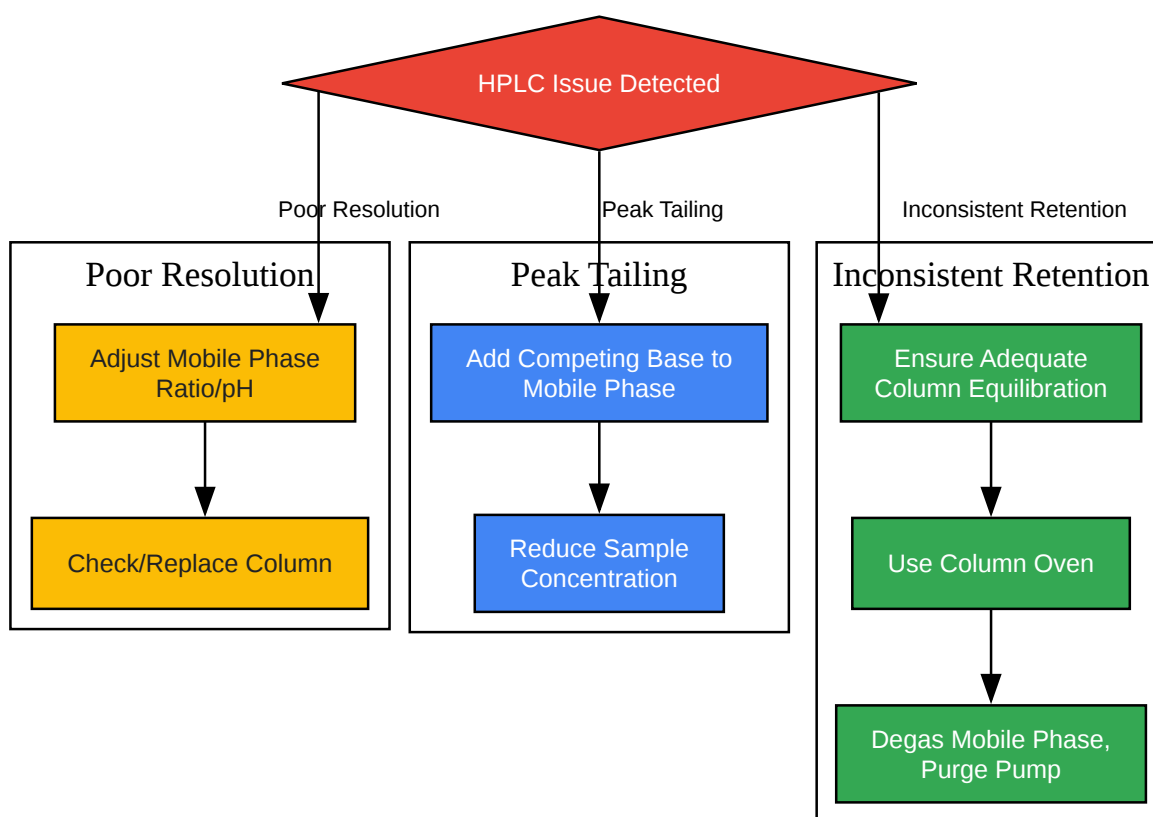 HPLC Issue Detected
Poor Resolution
Peak Tailing
Inconsistent Retention
Poor Resolution
Peak Tailing
Inconsistent Retention
Adjust Mobile Phase
Ratio/pH
Add Competing Base to
Mobile Phase
Ensure Adequate
Column Equilibration
Check/Replace Column
Reduce Sample
Concentration
Use Column Oven
Degas Mobile Phase,
Purge Pump